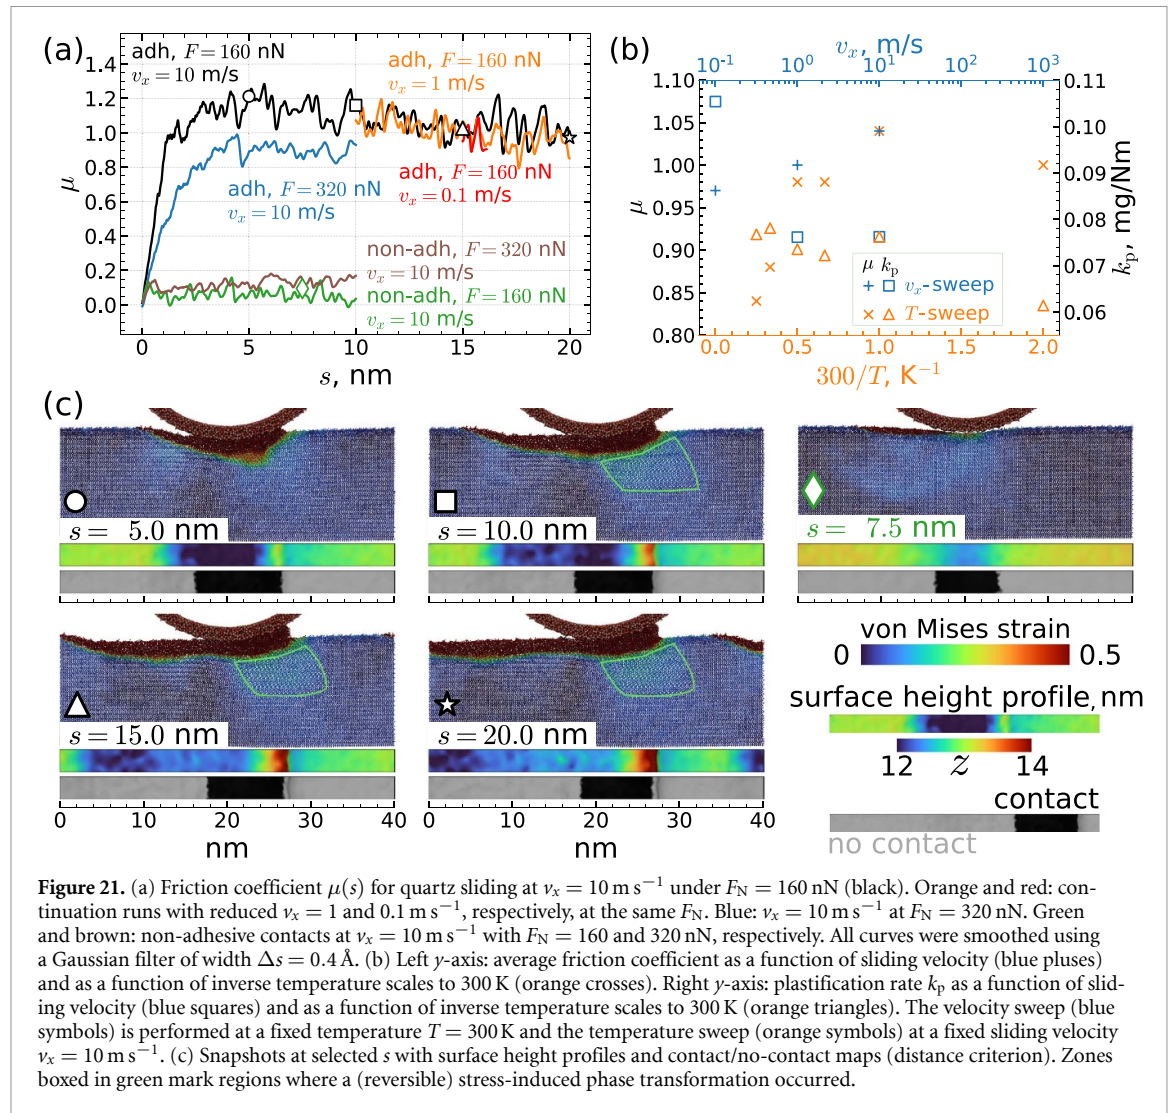 (a)
adh, F = 160 nN
v_x = 10 m/s
adh, F = 160 nN
v_x = 1 m/s
adh, F = 320 nN
v_x = 10 m/s
adh, F = 160 nN
v_x = 0.1 m/s
non-adh, F = 320 nN
v_x = 10 m/s
non-adh, F = 160 nN
v_x = 10 m/s
1.4
1.2
1.0
0.8
0.6
0.4
0.2
0.0
μ
0 5 10 15 20
s, nm
(b)
v_x, m/s
10⁻¹ 10⁰ 10¹ 10² 10³
1.10
1.05
1.00
0.95
0.90
0.85
0.80
μ
0.11
0.10
0.09
0.08
0.07
0.06
k_p, mg/Nm
μ k_p
v_x-sweep
T-sweep
0.0 0.5 1.0 1.5 2.0
300/T, K⁻¹
(c)
s = 5.0 nm
s = 10.0 nm
s = 7.5 nm
s = 15.0 nm
s = 20.0 nm
0 10 20 30 40
nm
0 10 20 30 40
nm
von Mises strain
0 0.5
surface height profile, nm
12 z 14
contact
no contact
Figure 21. (a) Friction coefficient μ(s) for quartz sliding at ν_x = 10 m s⁻¹ under F_N = 160 nN (black). Orange and red: con-
tinuation runs with reduced ν_x = 1 and 0.1 m s⁻¹, respectively, at the same F_N. Blue: ν_x = 10 m s⁻¹ at F_N = 320 nN. Green
and brown: non-adhesive contacts at ν_x = 10 m s⁻¹ with F_N = 160 and 320 nN, respectively. All curves were smoothed using
a Gaussian filter of width Δs = 0.4 Å. (b) Left y-axis: average friction coefficient as a function of sliding velocity (blue pluses)
and as a function of inverse temperature scales to 300 K (orange crosses). Right y-axis: plastification rate k_p as a function of slid-
ing velocity (blue squares) and as a function of inverse temperature scales to 300 K (orange triangles). The velocity sweep (blue
symbols) is performed at a fixed temperature T = 300 K and the temperature sweep (orange symbols) at a fixed sliding velocity
ν_x = 10 m s⁻¹. (c) Snapshots at selected s with surface height profiles and contact/no-contact maps (distance criterion). Zones
boxed in green mark regions where a (reversible) stress-induced phase transformation occurred.